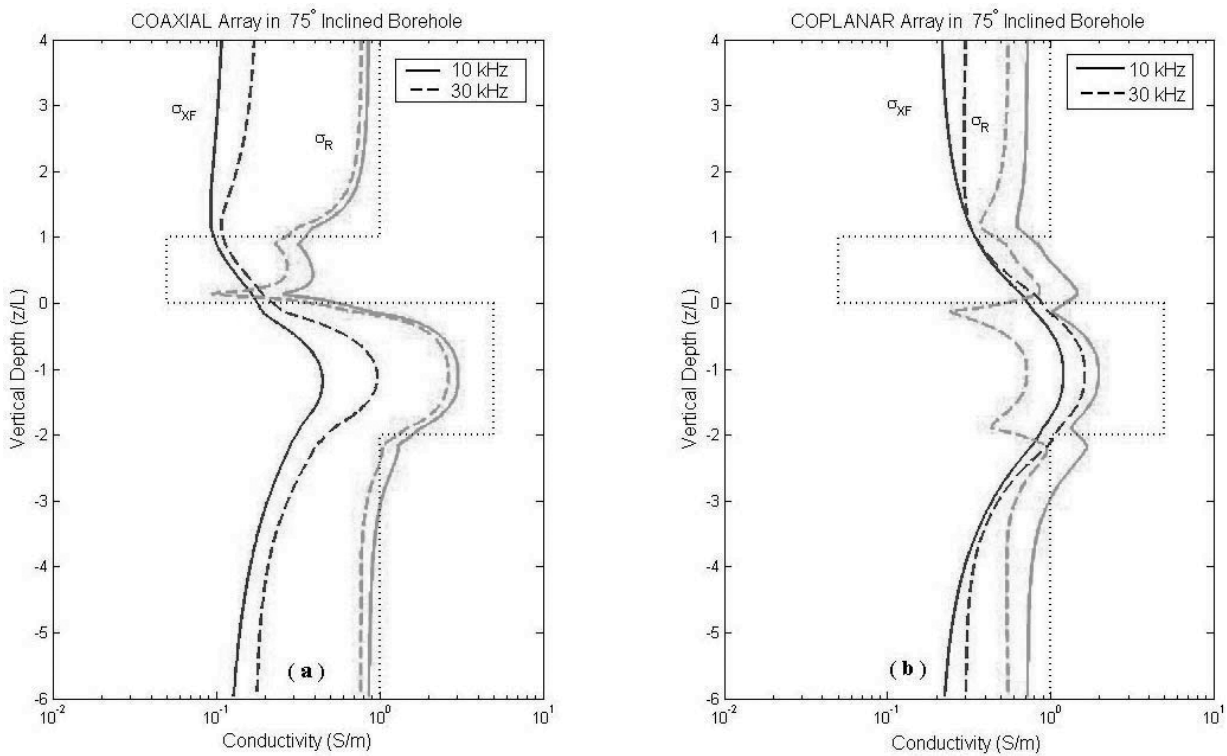 COAXIAL Array in 75° Inclined Borehole
4
3
2
1
0
-1
-2
-3
-4
-5
-6
Vertical Depth (z/L)
10 kHz
30 kHz
σXF
σR
( a )
10-2
10-1
100
101
Conductivity (S/m)
COPLANAR Array in 75° Inclined Borehole
4
3
2
1
0
-1
-2
-3
-4
-5
-6
Vertical Depth (z/L)
10 kHz
30 kHz
σXF
σR
( b )
10-2
10-1
100
101
Conductivity (S/m)